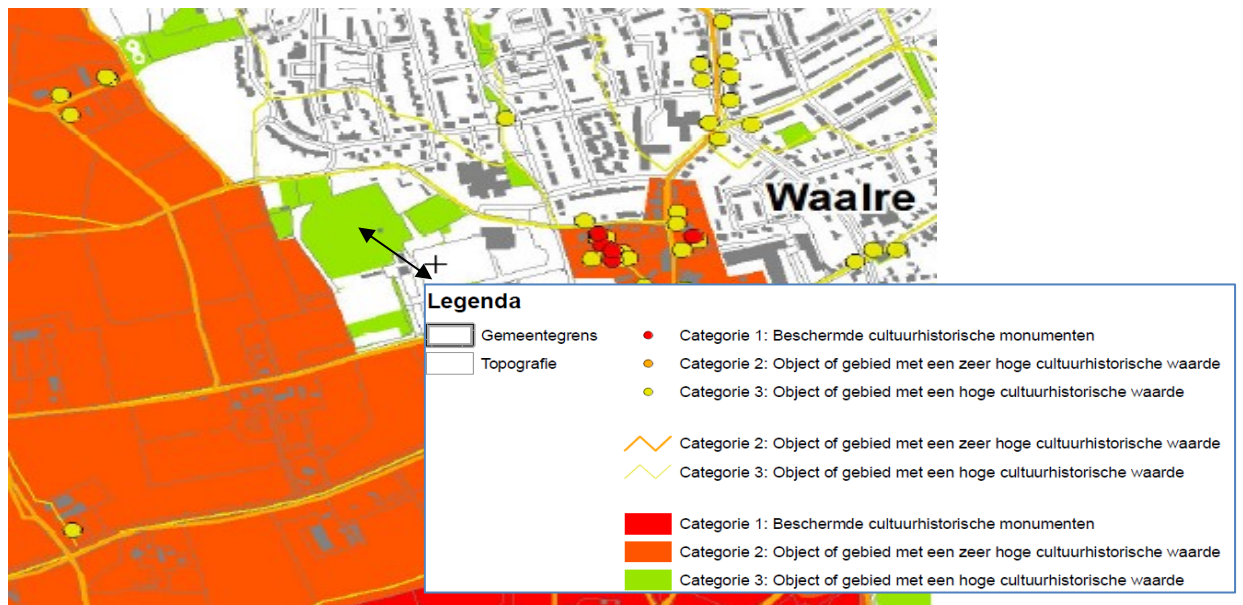 Waalre
Legenda
Gemeentegrens
Topografie
Categorie 1: Beschermde cultuurhistorische monumenten
Categorie 2: Object of gebied met een zeer hoge cultuurhistorische waarde
Categorie 3: Object of gebied met een hoge cultuurhistorische waarde
Categorie 2: Object of gebied met een zeer hoge cultuurhistorische waarde
Categorie 3: Object of gebied met een hoge cultuurhistorische waarde
Categorie 1: Beschermde cultuurhistorische monumenten
Categorie 2: Object of gebied met een zeer hoge cultuurhistorische waarde
Categorie 3: Object of gebied met een hoge cultuurhistorische waarde